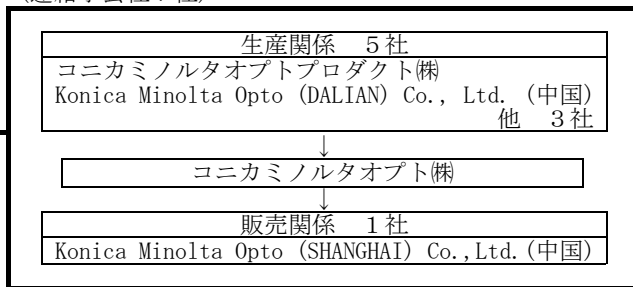 生産関係　５社
コニカミノルタオプトプロダクト㈱
Konica Minolta Opto (DALIAN) Co., Ltd. (中国)
他　３社
↓
コニカミノルタオプト㈱
↓
販売関係　１社
Konica Minolta Opto (SHANGHAI) Co.,Ltd.(中国)